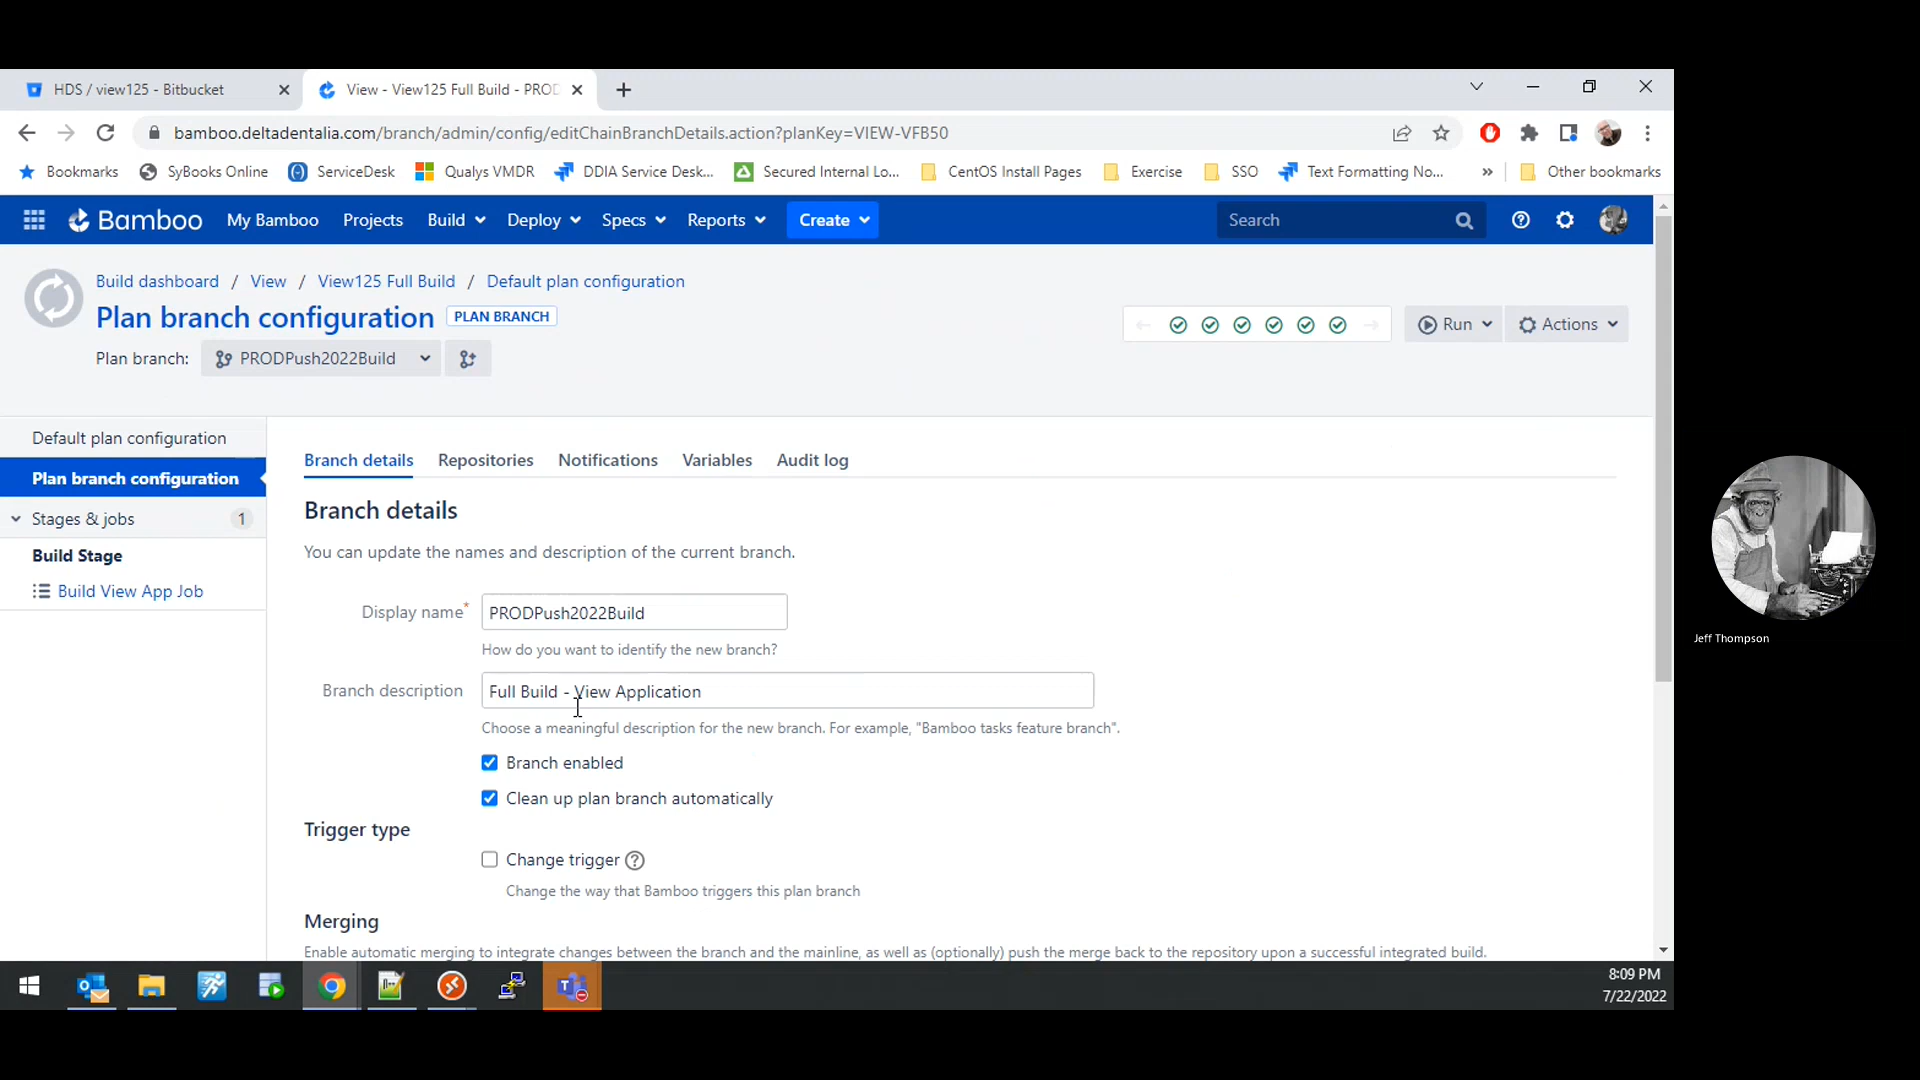 HDS / view125 - Bitbucket
View - View125 Full Build - PROD
bamboo.deltadentalia.com/branch/admin/config/editChainBranchDetails.action?planKey=VIEW-VFB50
Bookmarks SyBooks Online ServiceDesk Qualys VMDR DDIA Service Desk... Secured Internal Lo... CentOS Install Pages Exercise SSO Text Formatting No... » Other bookmarks
Bamboo My Bamboo Projects Build Deploy Specs Reports Create Search
Build dashboard / View / View125 Full Build / Default plan configuration
Plan branch configuration PLAN BRANCH
Run Actions
Plan branch: PRODPush2022Build
Default plan configuration
Plan branch configuration
Stages & jobs 1
Build Stage
Build View App Job
Branch details Repositories Notifications Variables Audit log
Branch details
You can update the names and description of the current branch.
Display name* PRODPush2022Build
How do you want to identify the new branch?
Branch description Full Build - View Application
Choose a meaningful description for the new branch. For example, "Bamboo tasks feature branch".
Branch enabled
Clean up plan branch automatically
Trigger type
Change trigger
Change the way that Bamboo triggers this plan branch
Merging
Enable automatic merging to integrate changes between the branch and the mainline, as well as (optionally) push the merge back to the repository upon a successful integrated build.
8:09 PM
7/22/2022
Jeff Thompson